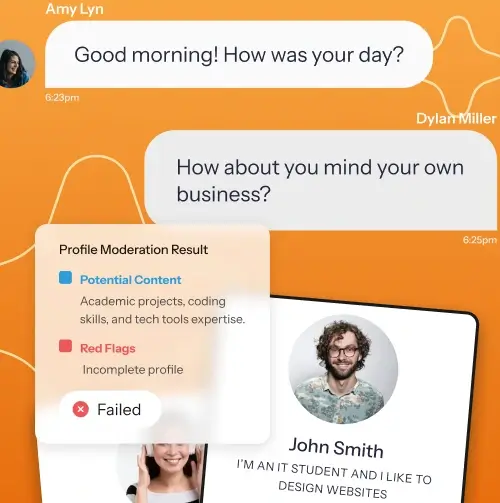 Amy Lyn
Good morning! How was your day?
6:23pm
Dylan Miller
How about you mind your own
business?
6:25pm
Profile Moderation Result
Potential Content
Academic projects, coding
skills, and tech tools expertise.
Red Flags
Incomplete profile
Failed
John Smith
I'M AN IT STUDENT AND I LIKE TO
DESIGN WEBSITES